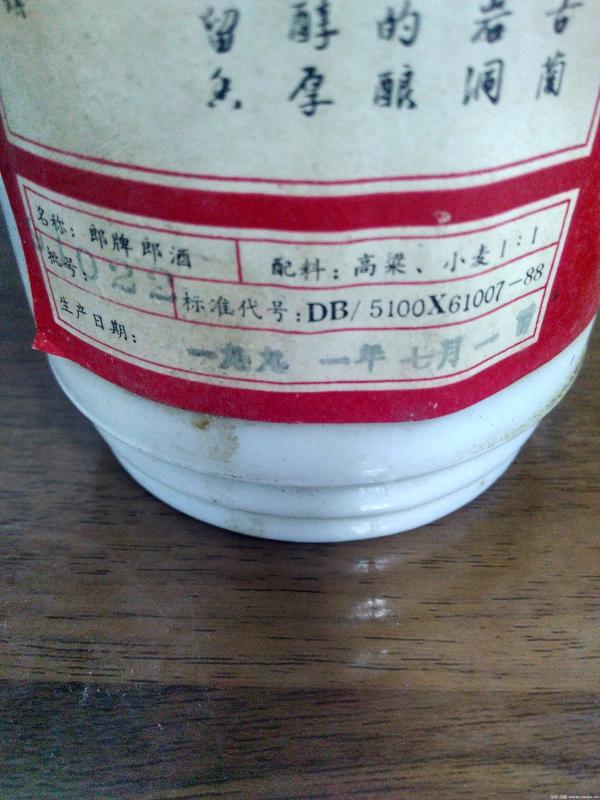 古蔺
岩洞
的酿
醇厚
留香
名称：郎牌郎酒
配料：高粱、小麦1：1
批号：
1022
标准代号：DB/5100X61007-88
生产日期：
一九九一年七月一